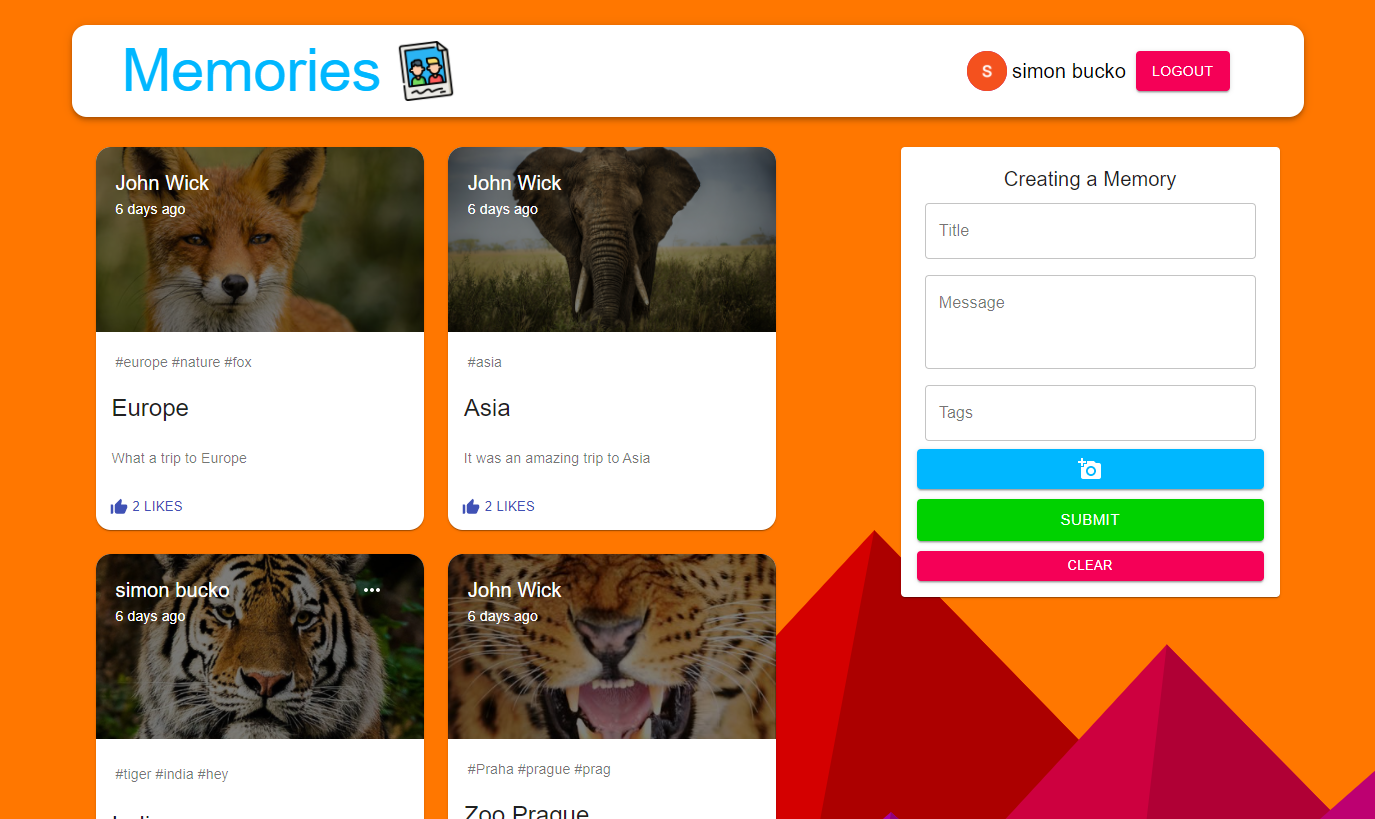 Memories
S simon bucko LOGOUT
John Wick
6 days ago
#europe #nature #fox
Europe
What a trip to Europe
2 LIKES
John Wick
6 days ago
#asia
Asia
It was an amazing trip to Asia
2 LIKES
simon bucko
6 days ago
#tiger #india #hey
John Wick
6 days ago
#Praha #prague #prag
Zoo Prague
Creating a Memory
Title
Message
Tags
SUBMIT
CLEAR